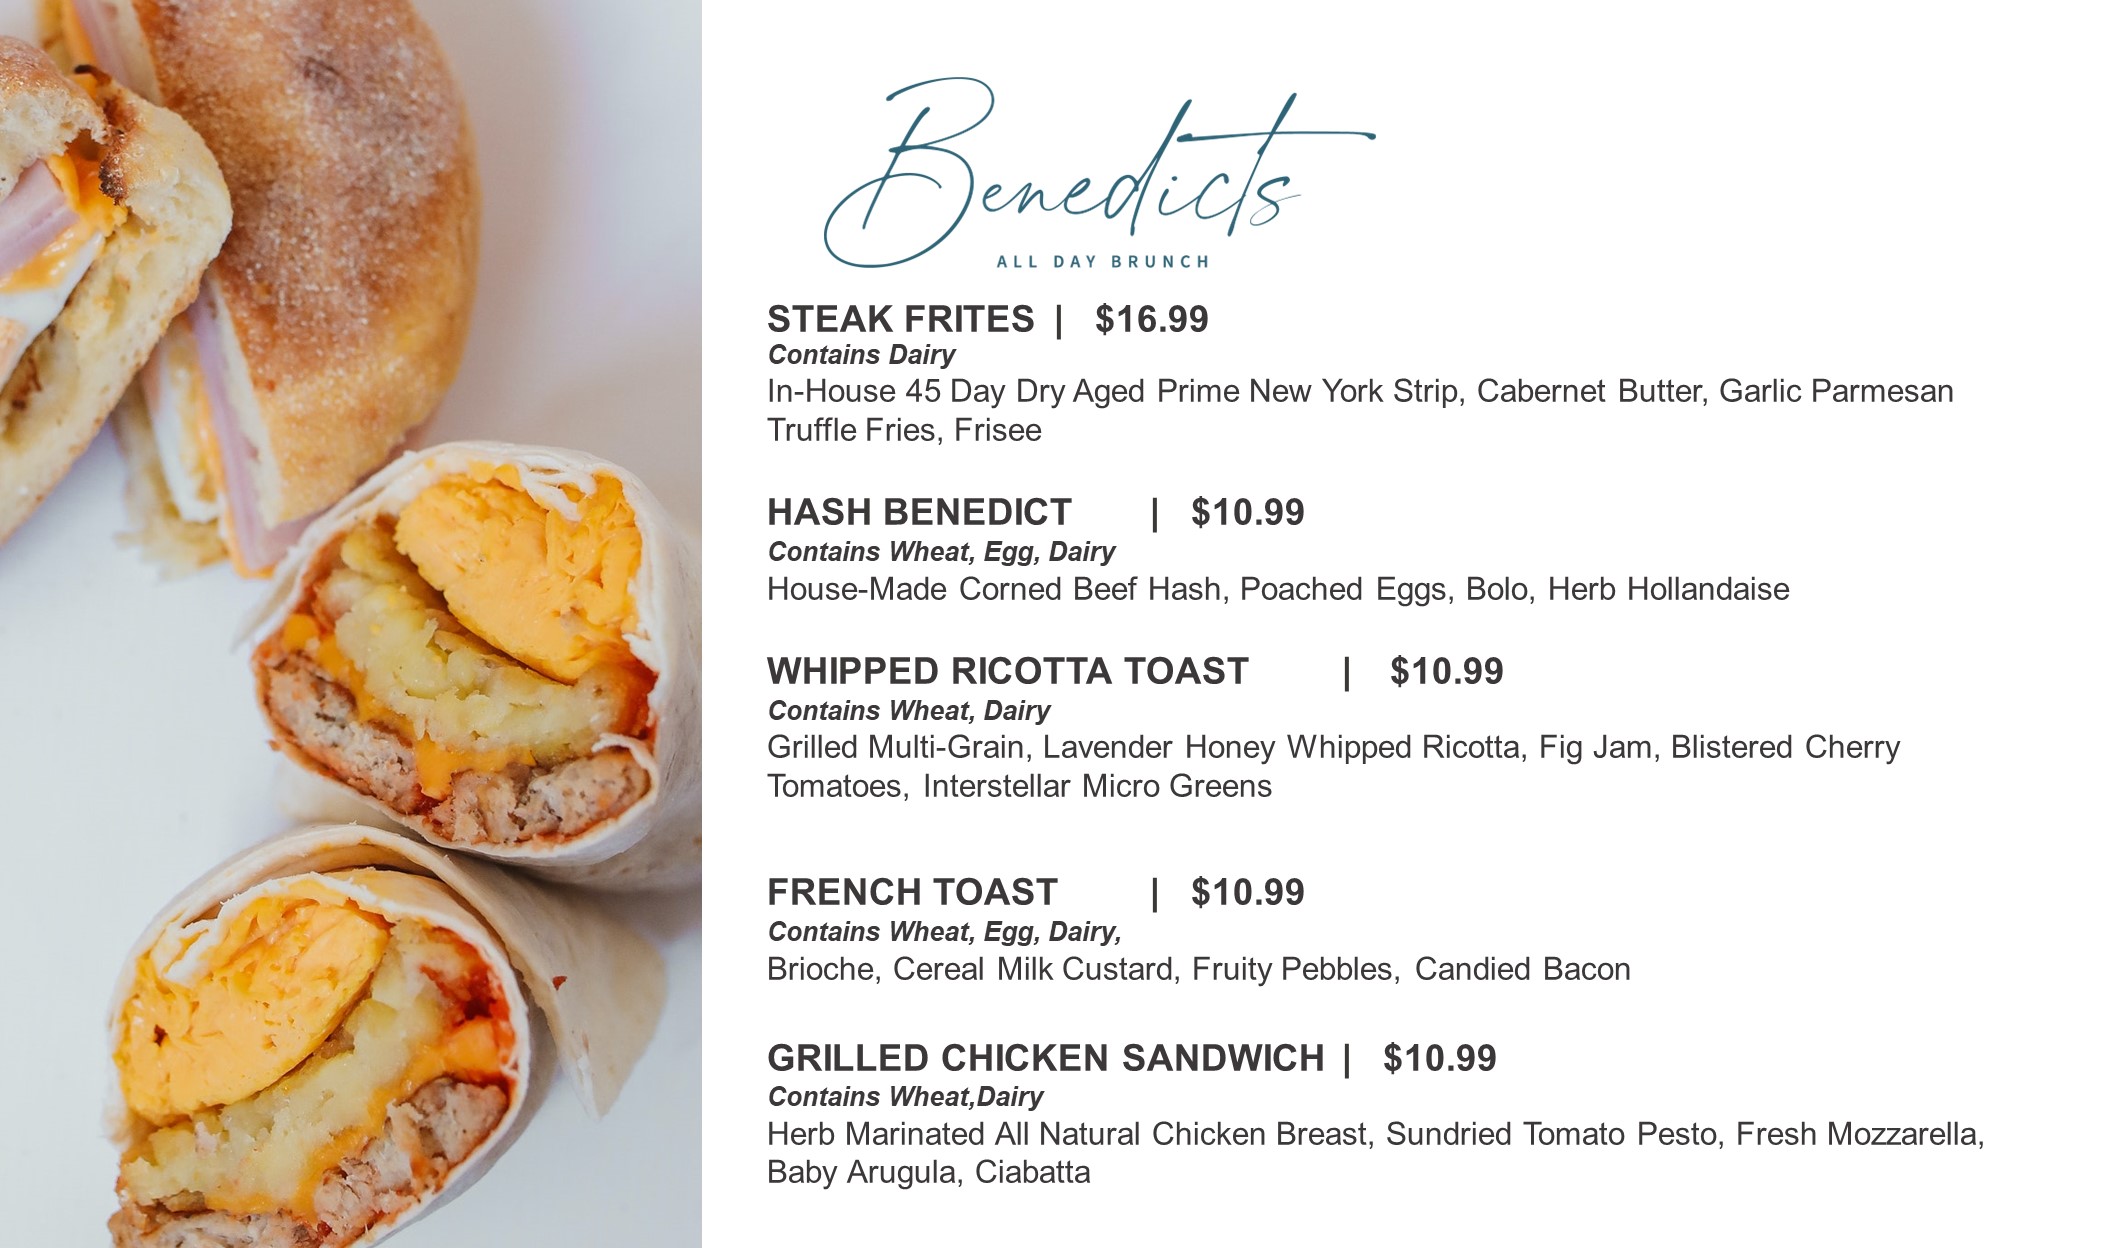 Benedicts
ALL DAY BRUNCH
STEAK FRITES | $16.99
Contains Dairy
In-House 45 Day Dry Aged Prime New York Strip, Cabernet Butter, Garlic Parmesan
Truffle Fries, Frisee
HASH BENEDICT | $10.99
Contains Wheat, Egg, Dairy
House-Made Corned Beef Hash, Poached Eggs, Bolo, Herb Hollandaise
WHIPPED RICOTTA TOAST | $10.99
Contains Wheat, Dairy
Grilled Multi-Grain, Lavender Honey Whipped Ricotta, Fig Jam, Blistered Cherry
Tomatoes, Interstellar Micro Greens
FRENCH TOAST | $10.99
Contains Wheat, Egg, Dairy,
Brioche, Cereal Milk Custard, Fruity Pebbles, Candied Bacon
GRILLED CHICKEN SANDWICH | $10.99
Contains Wheat,Dairy
Herb Marinated All Natural Chicken Breast, Sundried Tomato Pesto, Fresh Mozzarella,
Baby Arugula, Ciabatta